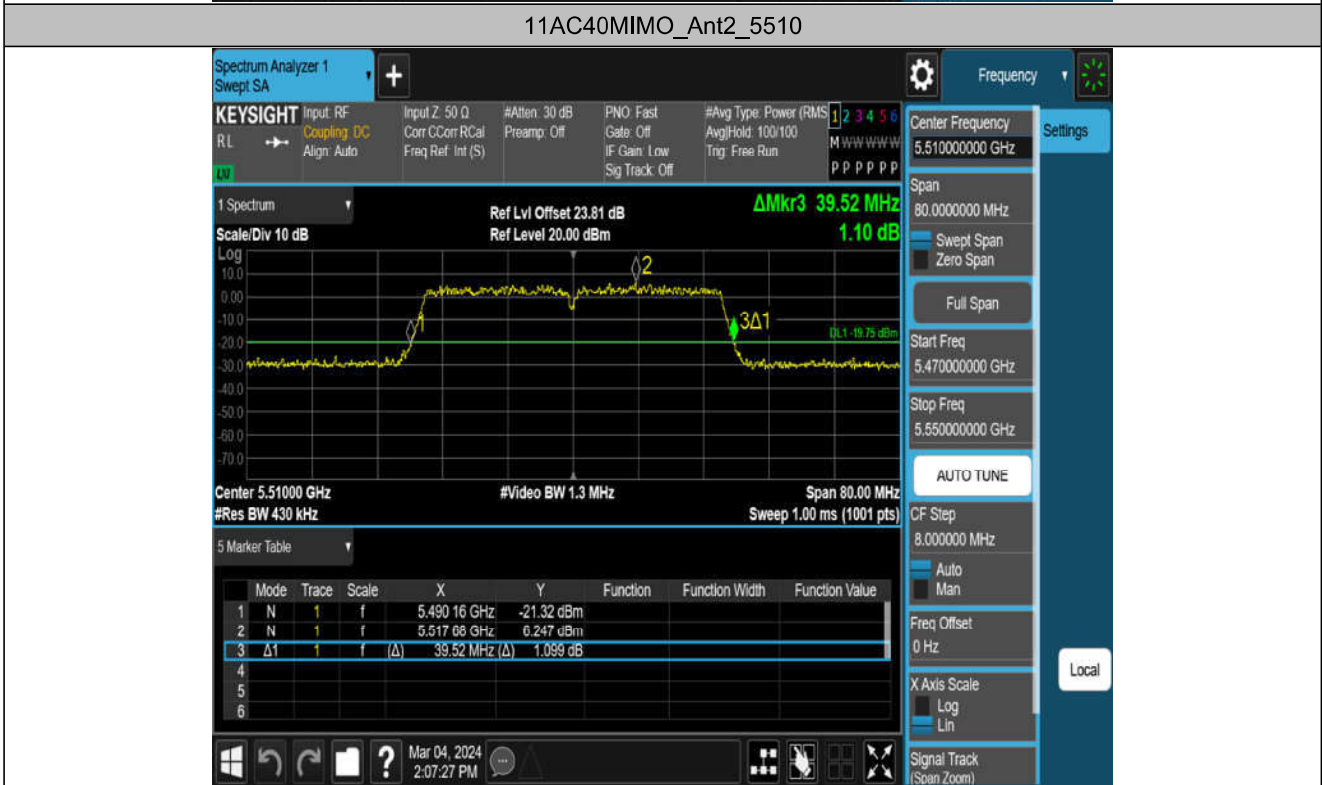 11AC40MIMO_Ant2_5510
Spectrum Analyzer 1
Swept SA
+
Frequency
KEYSIGHT
RL
LXI
Input: RF
Coupling: DC
Align: Auto
Input Z: 50 Ω
Corr CCorr RCal
Freq Ref: Int (S)
#Atten: 30 dB
Preamp: Off
PNO: Fast
Gate: Off
IF Gain: Low
Sig Track: Off
#Avg Type: Power (RMS
Avg|Hold: 100/100
Trig: Free Run
1 2 3 4 5 6
M W W W W W
P P P P P P
Center Frequency
5.510000000 GHz
Settings
1 Spectrum
Scale/Div 10 dB
Ref Lvl Offset 23.81 dB
Ref Level 20.00 dBm
ΔMkr3 39.52 MHz
1.10 dB
Log
10.0
0.00
-10.0
-20.0
-30.0
-40.0
-50.0
-60.0
-70.0
1
2
3Δ1
DL1 -19.75 dBm
Center 5.51000 GHz
#Video BW 1.3 MHz
Span 80.00 MHz
#Res BW 430 kHz
Sweep 1.00 ms (1001 pts)
Span
80.0000000 MHz
Swept Span
Zero Span
Full Span
Start Freq
5.470000000 GHz
Stop Freq
5.550000000 GHz
AUTO TUNE
CF Step
8.000000 MHz
Auto
Man
Freq Offset
0 Hz
X Axis Scale
Log
Lin
Signal Track
(Span Zoom)
Local
5 Marker Table
Mode Trace Scale X Y Function Function Width Function Value
1 N 1 f 5.490 16 GHz -21.32 dBm
2 N 1 f 5.517 68 GHz 6.247 dBm
3 Δ1 1 f (Δ) 39.52 MHz (Δ) 1.099 dB
4
5
6
?
Mar 04, 2024
2:07:27 PM